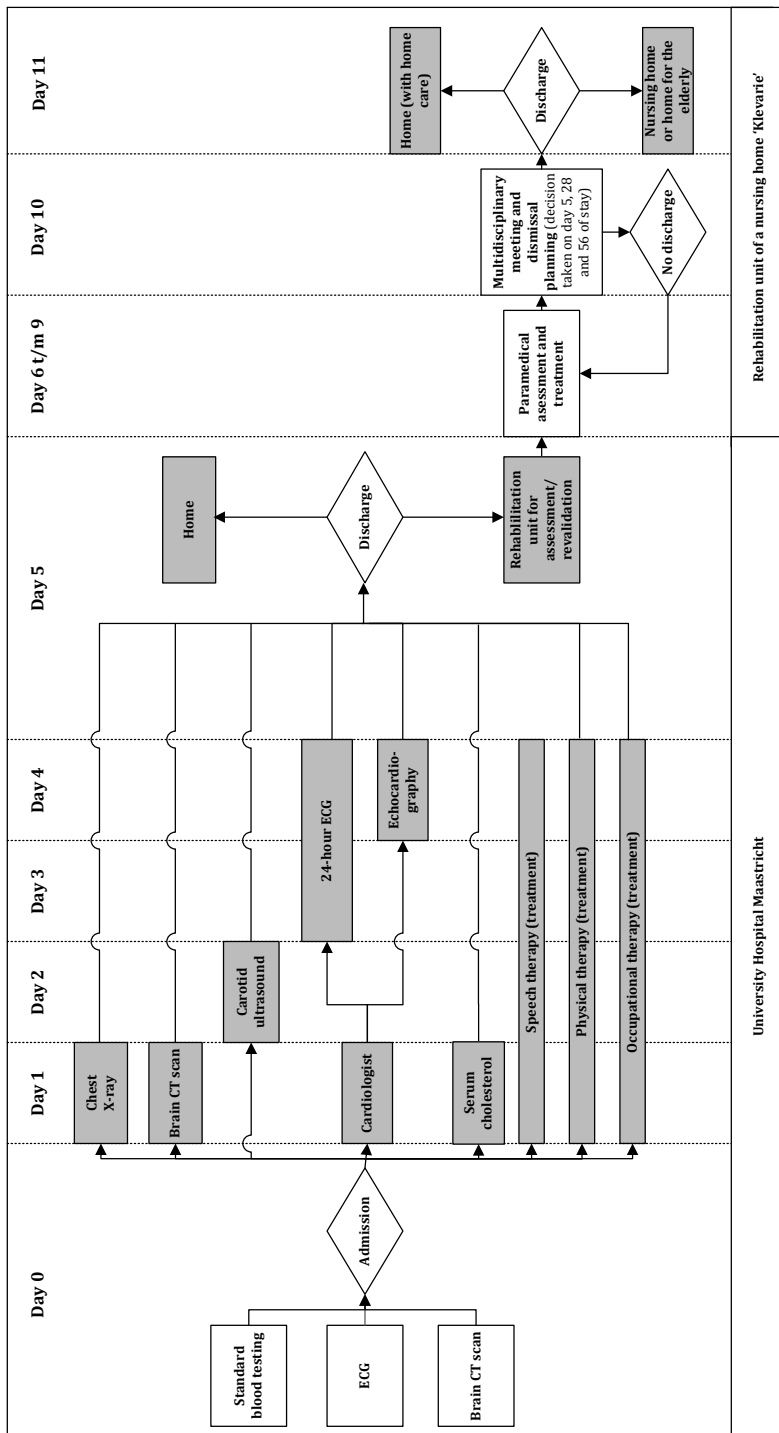 Day 0
Day 1
Day 2
Day 3
Day 4
Day 5
Day 6 t/m 9
Day 10
Day 11
Standard
blood testing
ECG
Brain CT scan
Admission
Chest
X-ray
Brain CT scan
Carotid
ultrasound
Cardiologist
24-hour ECG
Echocardio-
graphy
Serum
cholesterol
Speech therapy (treatment)
Physical therapy (treatment)
Occupational therapy (treatment)
Home
Discharge
Rehablilitation
unit for
assessment/
revalidation
Paramedical
asessment and
treatment
Multidisciplinary
meeting and
dismissal
planning (decision
taken on day 5, 28
and 56 of stay)
No discharge
Home (with home
care)
Discharge
Nursing home
or home for the
elderly
University Hospital Maastricht
Rehabilitation unit of a nursing home 'Klevarie'